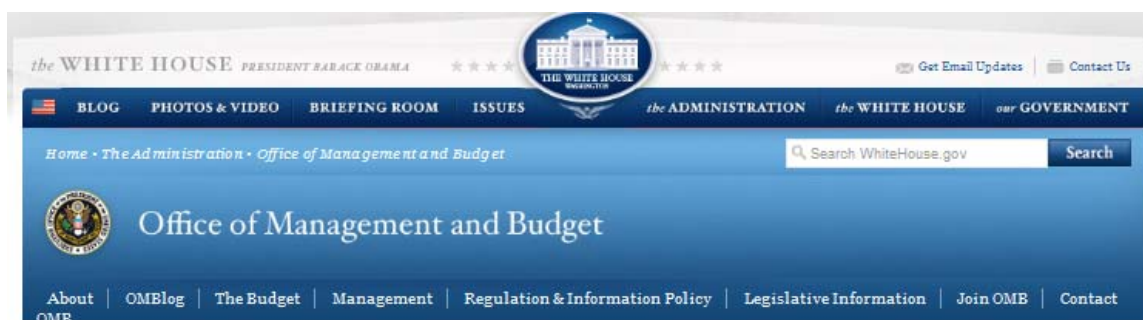 the WHITE HOUSE PRESIDENT BARACK OBAMA
THE WHITE HOUSE
WASHINGTON
Get Email Updates | Contact Us
BLOG PHOTOS & VIDEO BRIEFING ROOM ISSUES the ADMINISTRATION the WHITE HOUSE our GOVERNMENT
Home • The Administration • Office of Management and Budget
Search WhiteHouse.gov Search
Office of Management and Budget
About | OMBlog | The Budget | Management | Regulation & Information Policy | Legislative Information | Join OMB | Contact
OMB